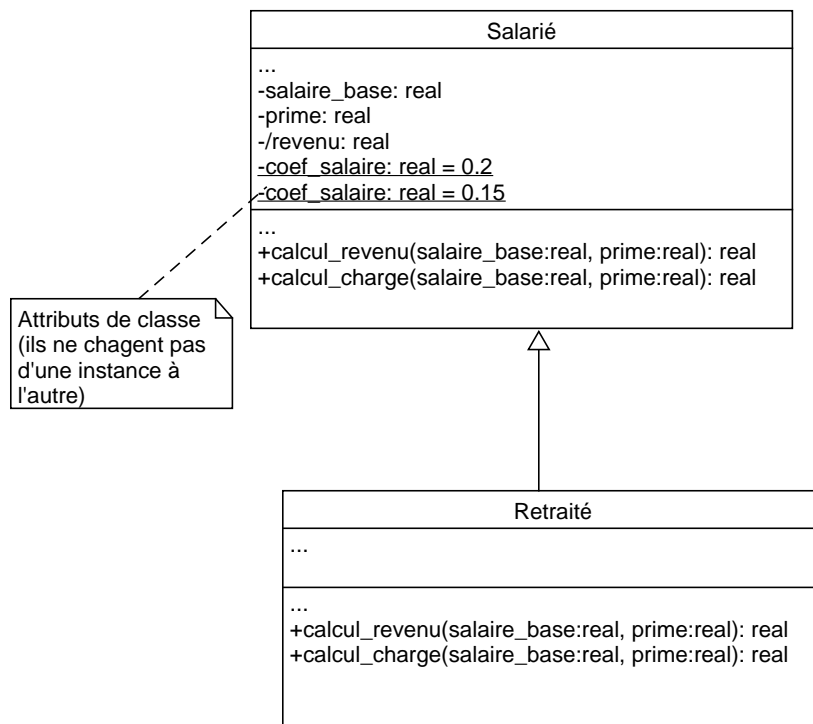 Salarié
...
-salaire_base: real
-prime: real
-/revenu: real
-coef_salaire: real = 0.2
-coef_salaire: real = 0.15
...
+calcul_revenu(salaire_base:real, prime:real): real
+calcul_charge(salaire_base:real, prime:real): real
Attributs de classe
(ils ne chagent pas
d'une instance à
l'autre)
Retraité
...
...
+calcul_revenu(salaire_base:real, prime:real): real
+calcul_charge(salaire_base:real, prime:real): real